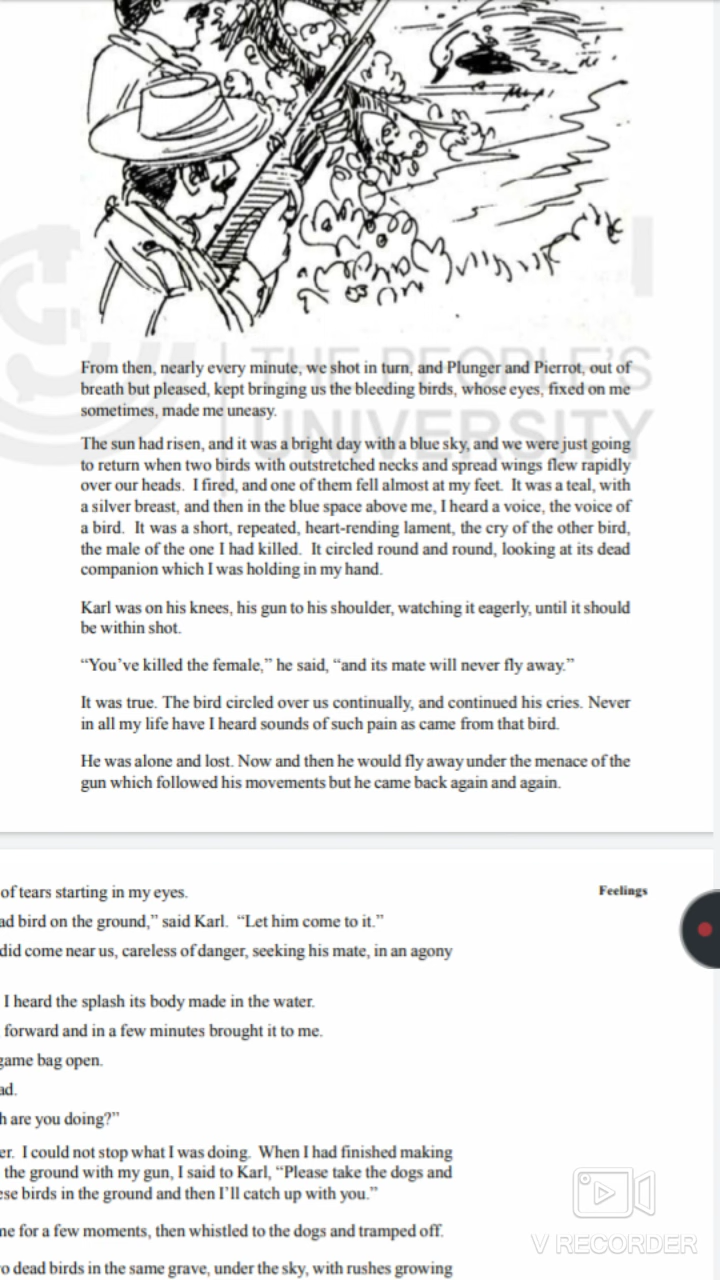 From then, nearly every minute, we shot in turn, and Plunger and Pierrot, out of
breath but pleased, kept bringing us the bleeding birds, whose eyes, fixed on me
sometimes, made me uneasy.
The sun had risen, and it was a bright day with a blue sky, and we were just going
to return when two birds with outstretched necks and spread wings flew rapidly
over our heads. I fired, and one of them fell almost at my feet. It was a teal, with
a silver breast, and then in the blue space above me, I heard a voice, the voice of
a bird. It was a short, repeated, heart-rending lament, the cry of the other bird,
the male of the one I had killed. It circled round and round, looking at its dead
companion which I was holding in my hand.
Karl was on his knees, his gun to his shoulder, watching it eagerly, until it should
be within shot.
“You’ve killed the female,” he said, “and its mate will never fly away.”
It was true. The bird circled over us continually, and continued his cries. Never
in all my life have I heard sounds of such pain as came from that bird.
He was alone and lost. Now and then he would fly away under the menace of the
gun which followed his movements but he came back again and again.
THE PEOPLE'S
UNIVERSITY
of tears starting in my eyes.
Feelings
ad bird on the ground,” said Karl. “Let him come to it.”
did come near us, careless of danger, seeking his mate, in an agony
I heard the splash its body made in the water.
forward and in a few minutes brought it to me.
game bag open.
ad.
h are you doing?”
er. I could not stop what I was doing. When I had finished making
the ground with my gun, I said to Karl, “Please take the dogs and
ese birds in the ground and then I’ll catch up with you.”
me for a few moments, then whistled to the dogs and tramped off.
o dead birds in the same grave, under the sky, with rushes growing
V RECORDER